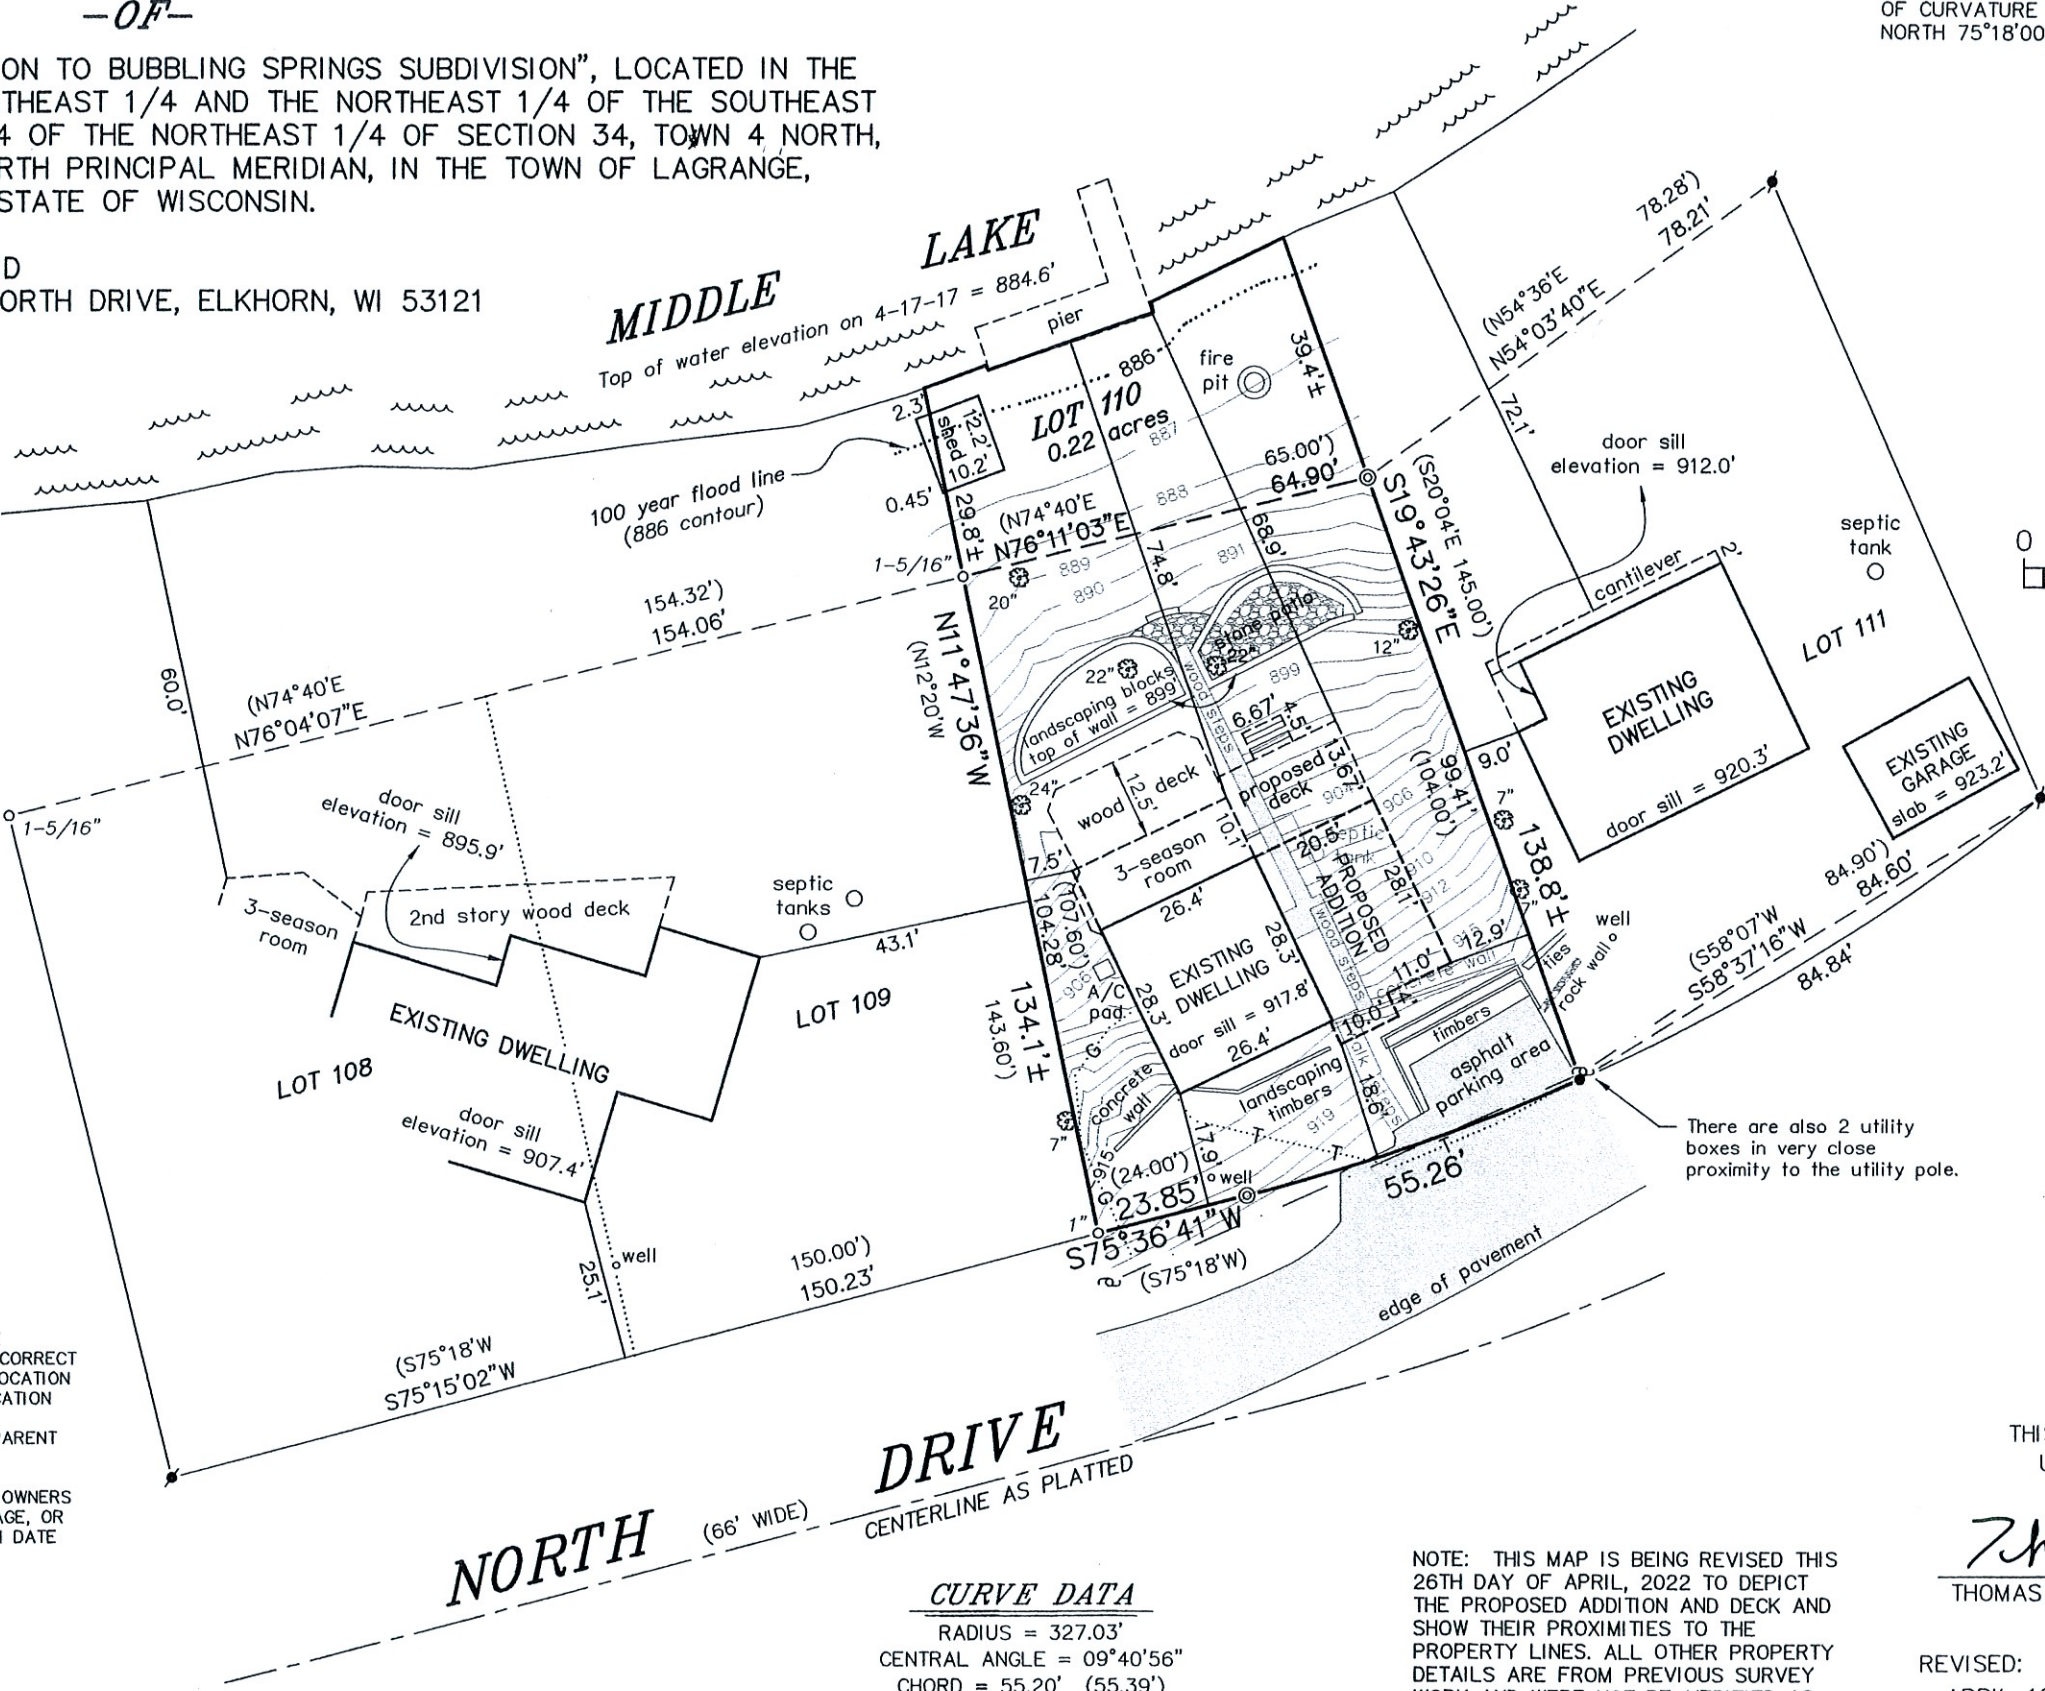 -OF-
ON TO BUBBLING SPRINGS SUBDIVISION", LOCATED IN THE
THEAST 1/4 AND THE NORTHEAST 1/4 OF THE SOUTHEAST
4 OF THE NORTHEAST 1/4 OF SECTION 34, TOWN 4 NORTH,
RTH PRINCIPAL MERIDIAN, IN THE TOWN OF LAGRANGE,
STATE OF WISCONSIN.
D
ORTH DRIVE, ELKHORN, WI 53121
OF CURVATURE
NORTH 75°18'00
MIDDLE LAKE
Top of water elevation on 4-17-17 = 884.6'
pier
886
fire
pit
39.4'±
LOT 110
0.22 acres
887
2.3'
shed
12.2'
10.2'
0.45'
29.8'±
100 year flood line
(886 contour)
65.00')
64.90'
(N74°40'E
N76°11'03"E
888
889
890
891
1-5/16"
20"
74.8'
68.9'
78.28')
78.21'
(N54°36'E
N54°03'40"E
72.1'
door sill
elevation = 912.0'
septic
tank
O
(S20°04'E 145.00')
S19°43'26"E
cantilever
2'
LOT 111
EXISTING
DWELLING
door sill = 920.3'
EXISTING
GARAGE
slab = 923.2'
9.0'
7"
138.8'±
99.41'
(104.00')
84.90')
84.60'
(S58°07'W
S58°37'16"W
84.84'
154.32')
154.06'
(N74°40'E
N76°04'07"E
60.0'
1-5/16"
N11°47'36"W
(N12°20'W
stone patio
22"
22"
12"
899
landscaping blocks
top of wall = 899'
wood steps
6.67'
4.5'
24"
wood deck
12.5'
proposed
deck
13.67'
904
906
10.1'
3-season
room
20.5'
septic
tank
PROPOSED
ADDITION
28.1'
910
912
7"
7.5'
26.4'
(107.60')
104.28'
EXISTING
DWELLING
28.3'
door sill = 917.8'
26.4'
28.3'
wood steps
12.9'
11.0'
concrete wall
10.0'
ties
well
rock wall
906
A/C
pad
G
134.1'±
143.60')
concrete
wall
landscaping
timbers
919
timbers
asphalt
parking area
18.6'
17.9'
T
T
T
7"
915
G
(24.00')
23.85'
well
55.26'
1"
S75°36'41"W
(S75°18'W)
There are also 2 utility
boxes in very close
proximity to the utility pole.
door sill
elevation = 895.9'
3-season
room
2nd story wood deck
septic
tanks
43.1'
LOT 109
EXISTING DWELLING
LOT 108
door sill
elevation = 907.4'
well
25.1'
150.00')
150.23'
(S75°18'W
S75°15'02"W
edge of pavement
NORTH DRIVE
(66' WIDE)
CENTERLINE AS PLATTED
CORRECT
OCATION
CATION
ARENT
OWNERS
AGE, OR
DATE
CURVE DATA
RADIUS = 327.03'
CENTRAL ANGLE = 09°40'56"
CHORD = 55.20' (55.39')
NOTE: THIS MAP IS BEING REVISED THIS
26TH DAY OF APRIL, 2022 TO DEPICT
THE PROPOSED ADDITION AND DECK AND
SHOW THEIR PROXIMITIES TO THE
PROPERTY LINES. ALL OTHER PROPERTY
DETAILS ARE FROM PREVIOUS SURVEY
THI
THOMAS
REVISED: